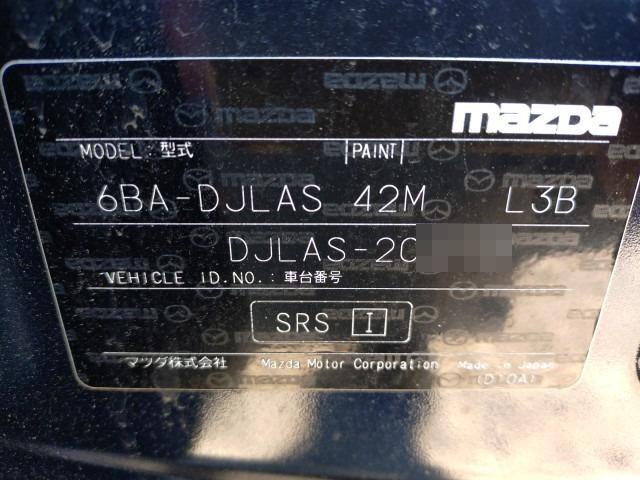 mazda
MODEL : 型式 PAINT
6BA-DJLAS 42M L3B
DJLAS-20
VEHICLE ID.NO. : 車台番号
SRS I
マツダ株式会社 Mazda Motor Corporation Made in Japan
(D10A)